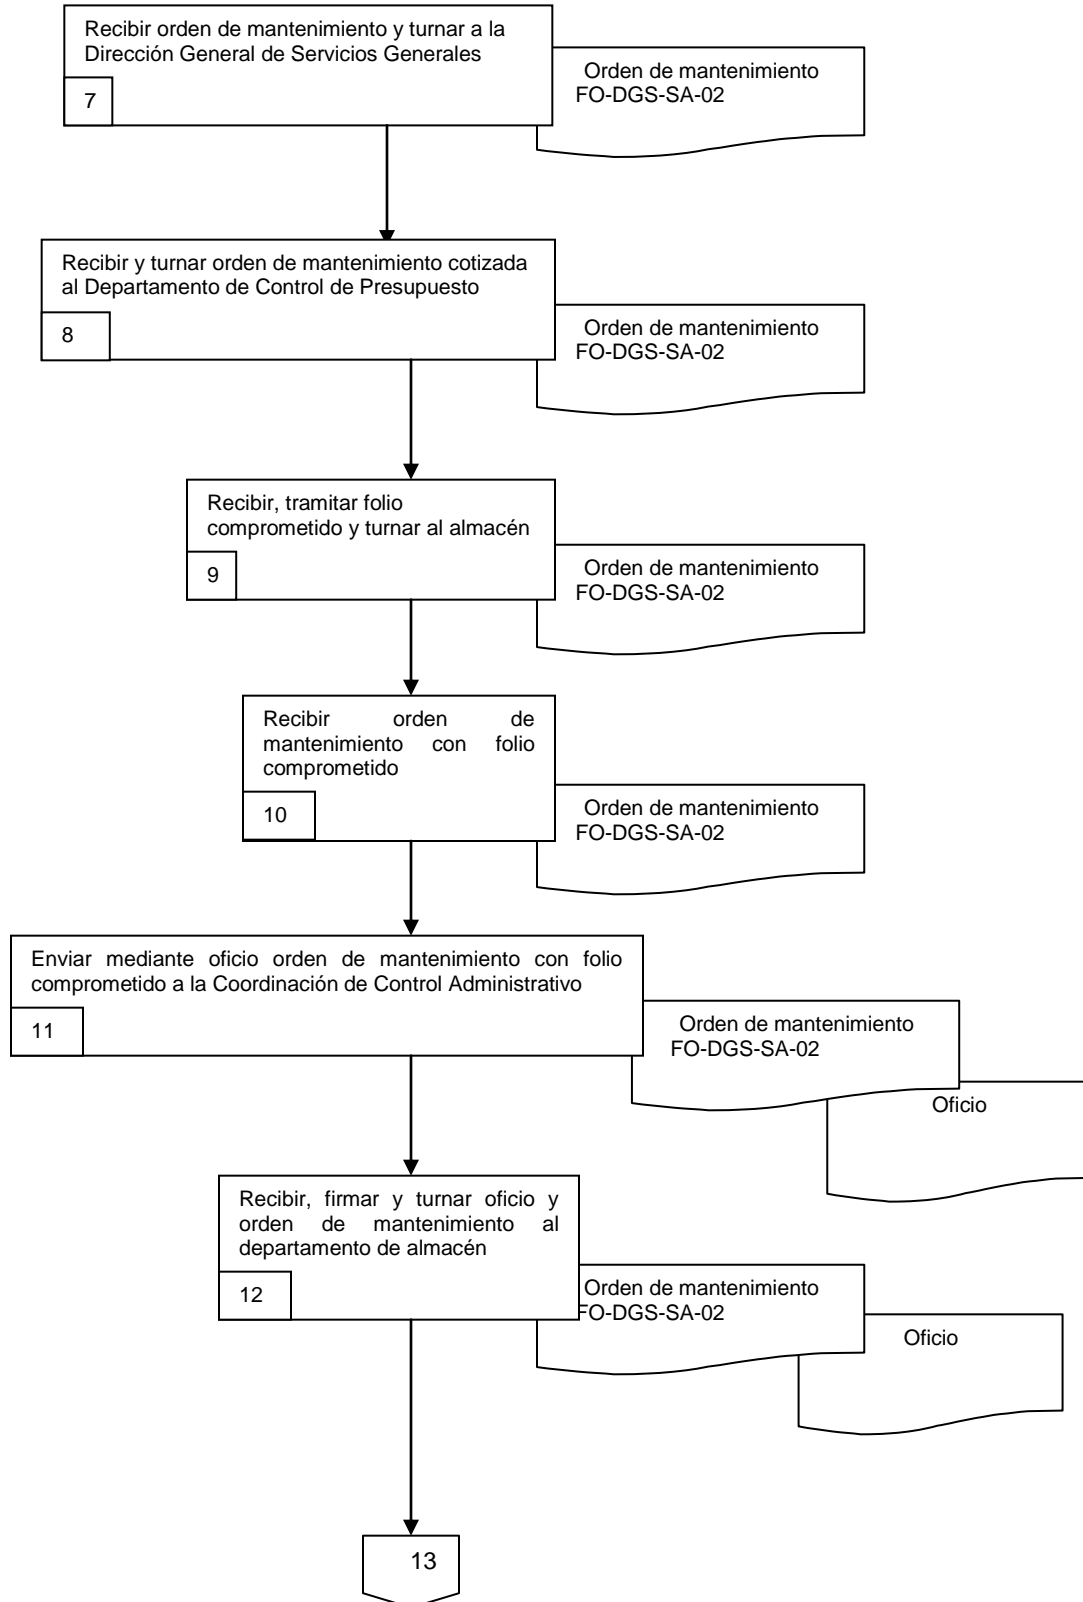 Recibir orden de mantenimiento y turnar a la
Dirección General de Servicios Generales
7
Orden de mantenimiento
FO-DGS-SA-02
Recibir y turnar orden de mantenimiento cotizada
al Departamento de Control de Presupuesto
8
Orden de mantenimiento
FO-DGS-SA-02
Recibir, tramitar folio
comprometido y turnar al almacén
9
Orden de mantenimiento
FO-DGS-SA-02
Recibir orden de
mantenimiento con folio
comprometido
10
Orden de mantenimiento
FO-DGS-SA-02
Enviar mediante oficio orden de mantenimiento con folio
comprometido a la Coordinación de Control Administrativo
11
Orden de mantenimiento
FO-DGS-SA-02
Oficio
Recibir, firmar y turnar oficio y
orden de mantenimiento al
departamento de almacén
12
Orden de mantenimiento
FO-DGS-SA-02
Oficio
13